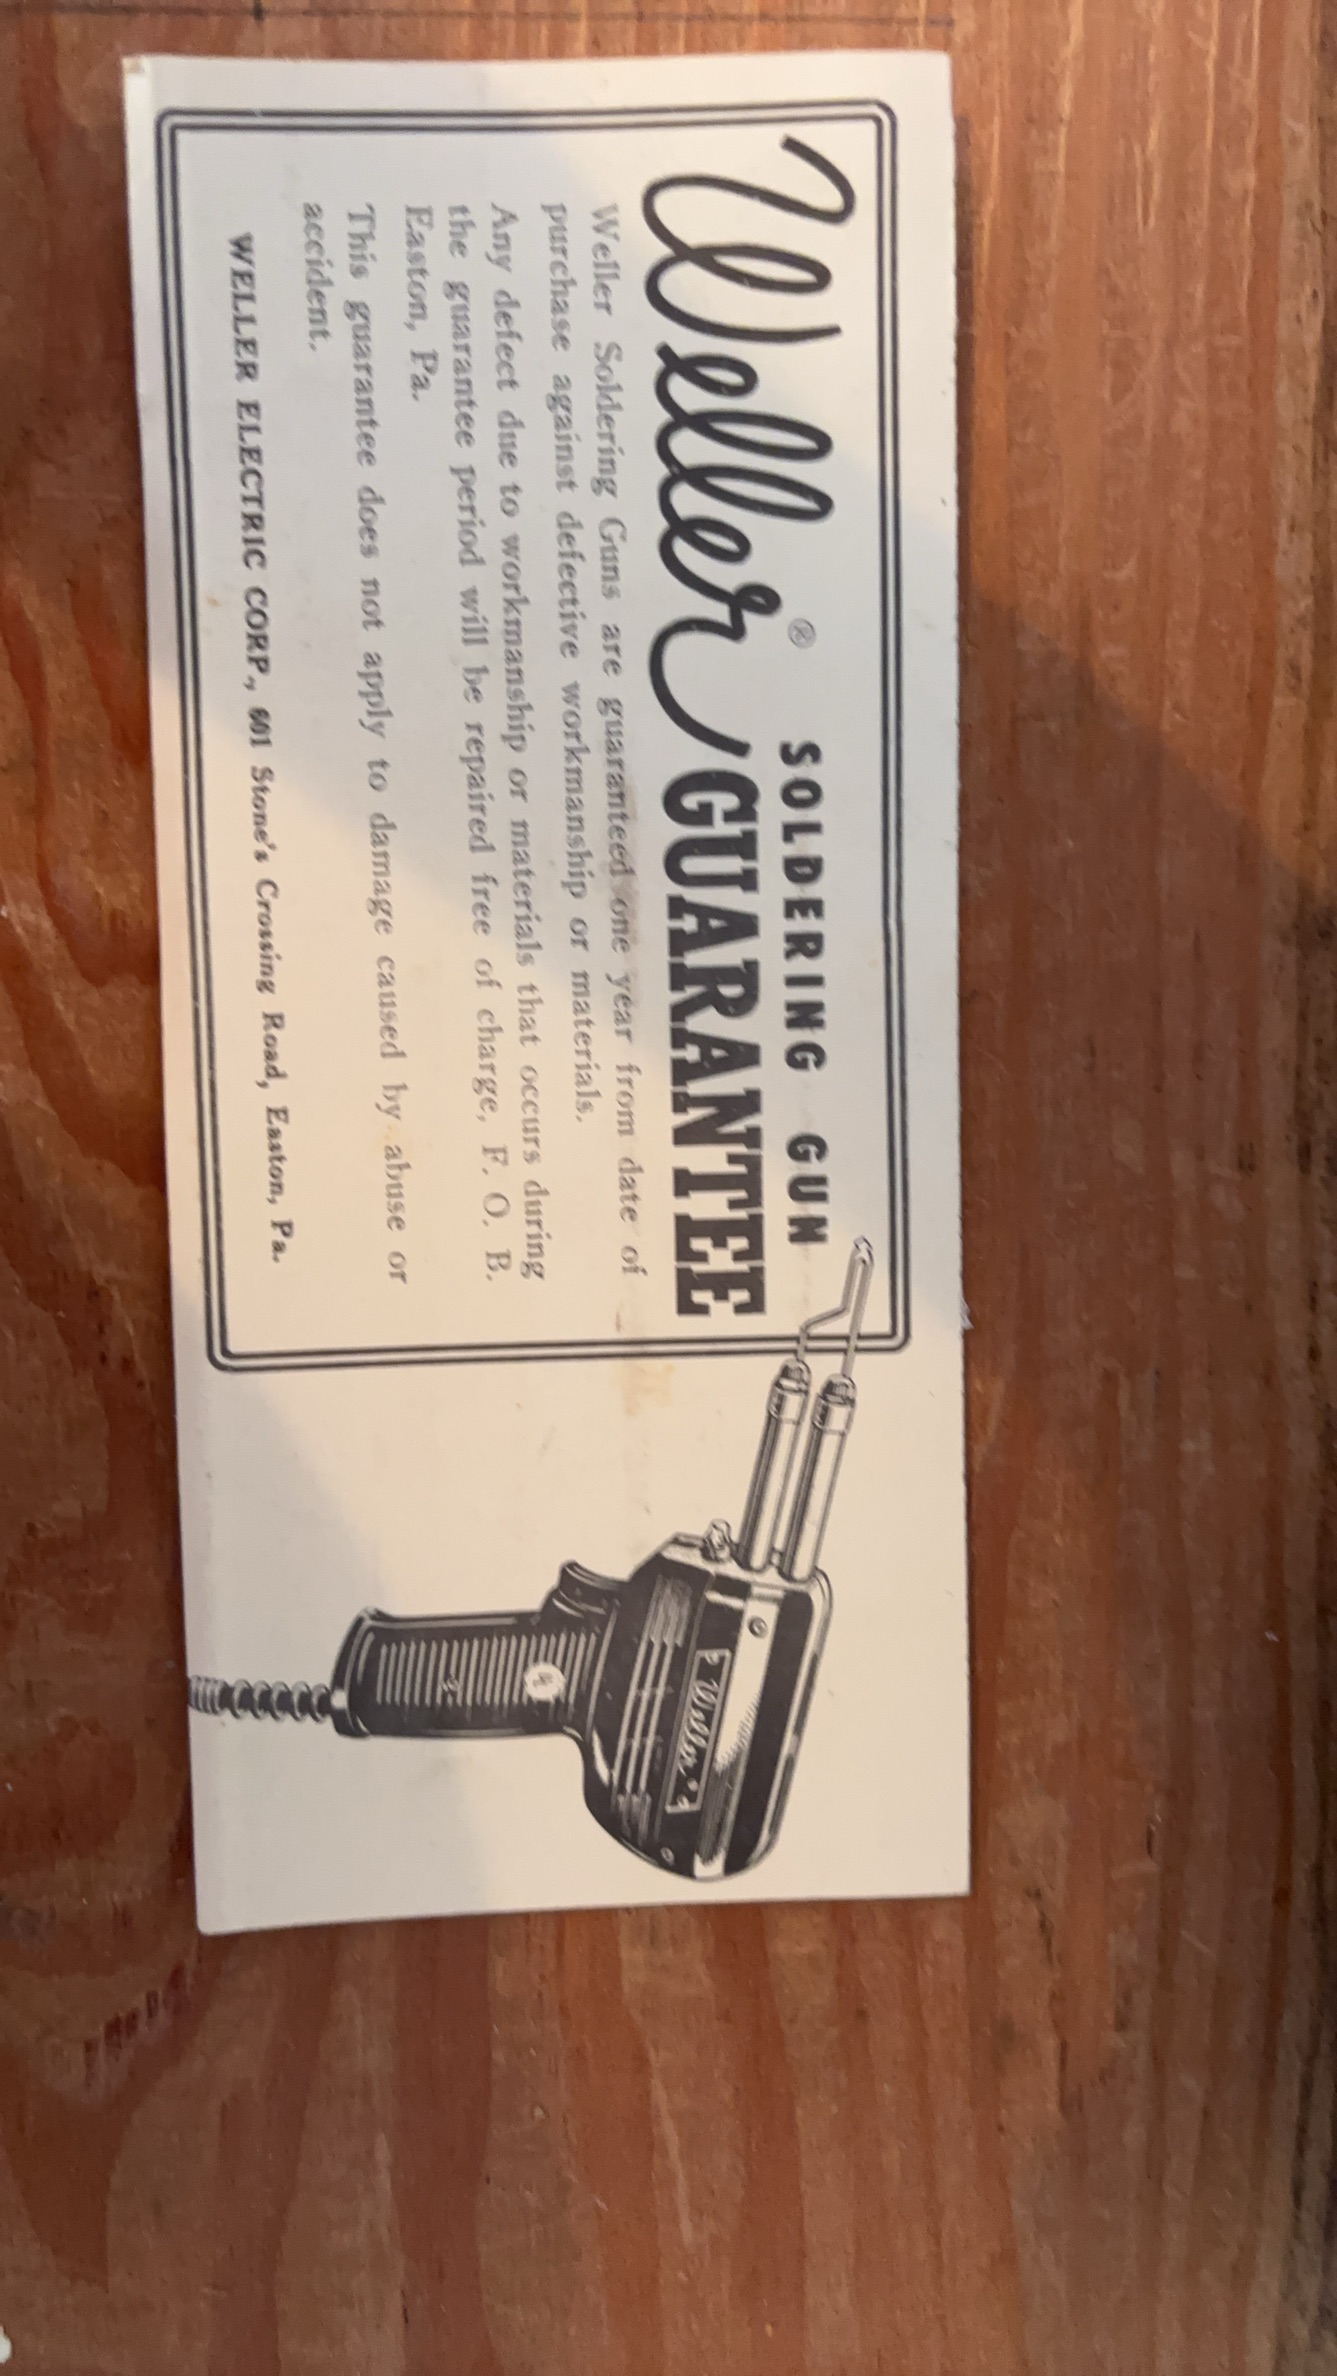 Weller® SOLDERING GUN
GUARANTEE
Weller Soldering Guns are guaranteed one year from date of
purchase against defective workmanship or materials.
Any defect due to workmanship or materials that occurs during
the guarantee period will be repaired free of charge, F. O. B.
Easton, Pa.
This guarantee does not apply to damage caused by abuse or
accident.
WELLER ELECTRIC CORP., 601 Stone's Crossing Road, Easton, Pa.
Weller